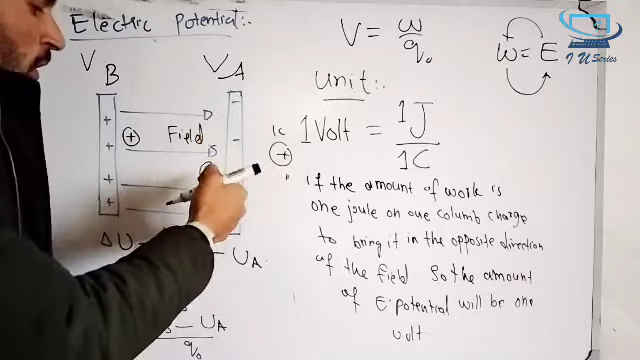 Electric Potential:-
V B
V A
+ -
+ Field -
+
+
Δ U
- U A.
- U A
q₀
V = w
q₀
w = E
I U Series
Unit:-
1 Volt = 1J
1C
1C
+
" if the amount of work is
one joule on one columb charge
to bring it in the opposite direction
of the field So the amount
of E. potential will be one
volt.